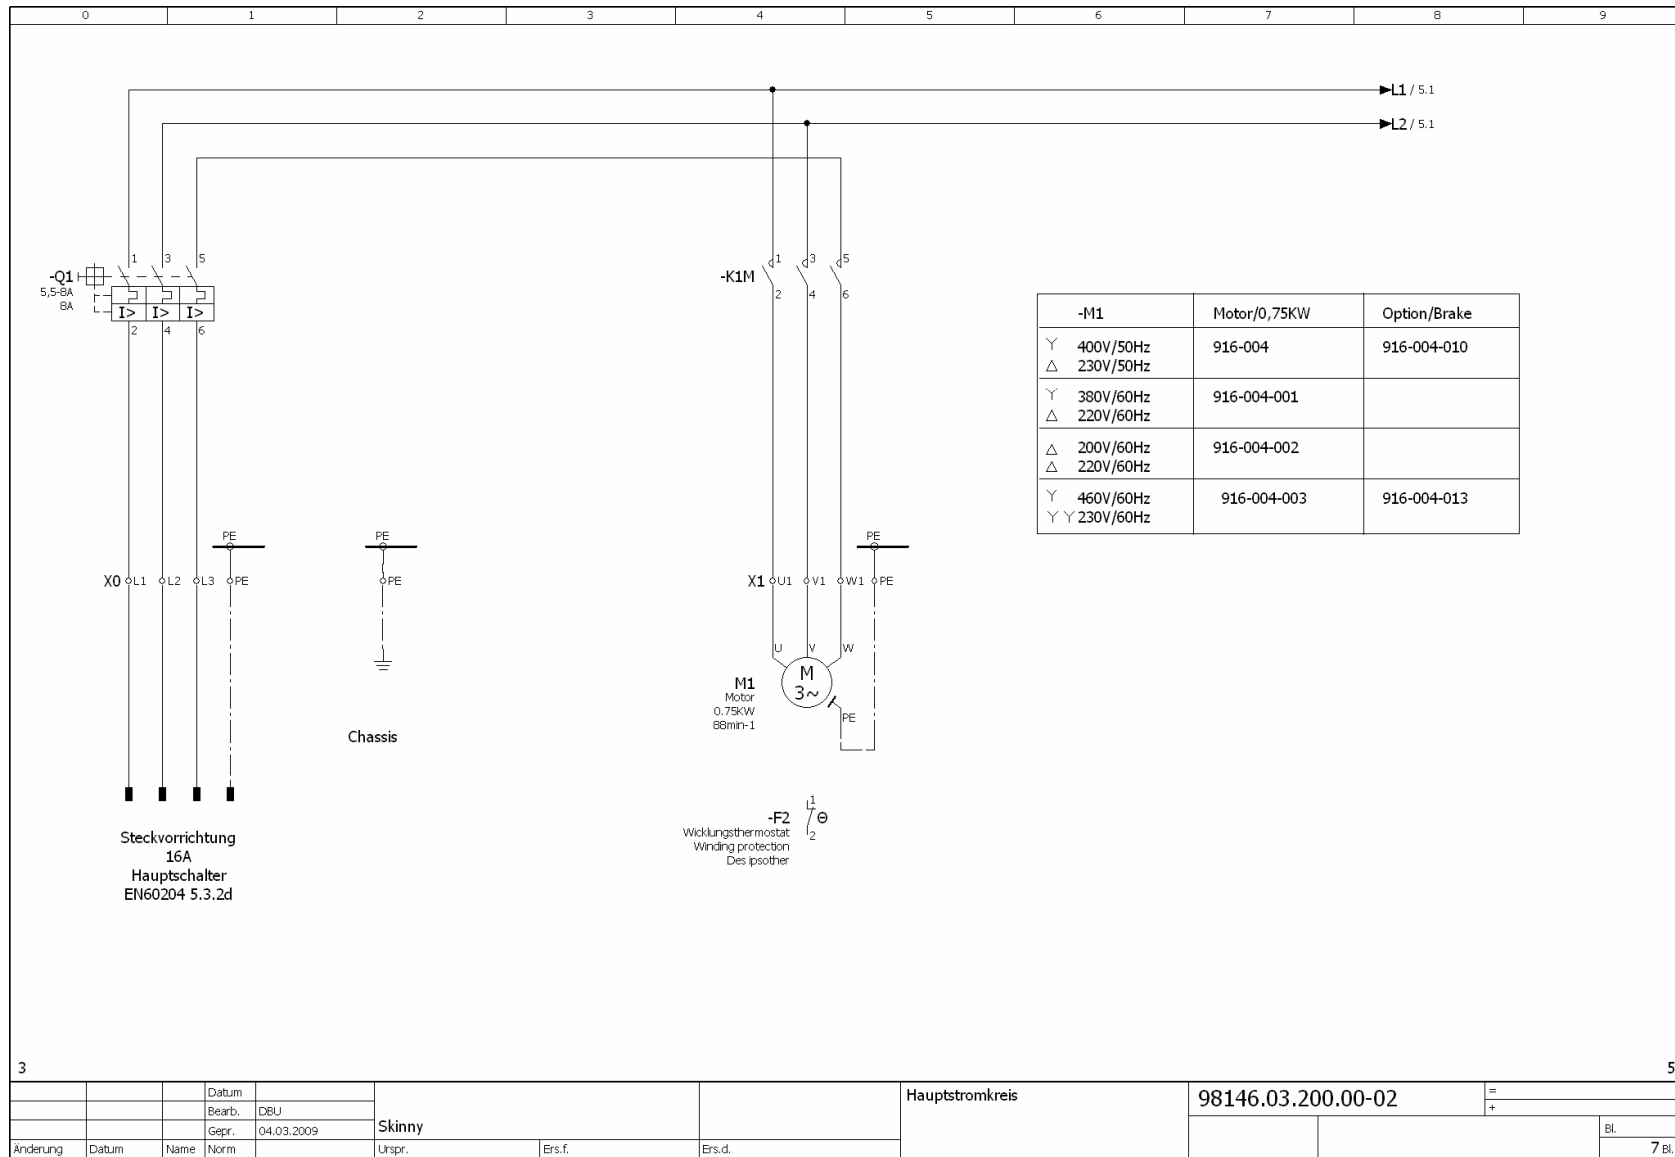 0 1 2 3 4 5 6 7 8 9
L1 / 5.1
L2 / 5.1
1 3 5
-Q1
5,5-8A
8A
I> I> I>
2 4 6
1 3 5
-K1M
2 4 6
-M1 Motor/0,75KW Option/Brake
400V/50Hz 916-004 916-004-010
230V/50Hz
380V/60Hz 916-004-001
220V/60Hz
200V/60Hz 916-004-002
220V/60Hz
460V/60Hz 916-004-003 916-004-013
230V/60Hz
PE PE PE
X0 L1 L2 L3 PE
PE
X1 U1 V1 W1 PE
U V W
M
3~
M1
Motor
0.75KW
88min-1
PE
Chassis
Steckvorrichtung
16A
Hauptschalter
EN60204 5.3.2d
1
-F2 Θ
2
Wicklungsthermostat
Winding protection
Des ipsother
3 5
Datum
Bearb. DBU
Gepr. 04.03.2009
Änderung Datum Name Norm
Skinny
Urspr. Ers.f. Ers.d.
Hauptstromkreis
98146.03.200.00-02
=
+
Bl.
7 Bl.